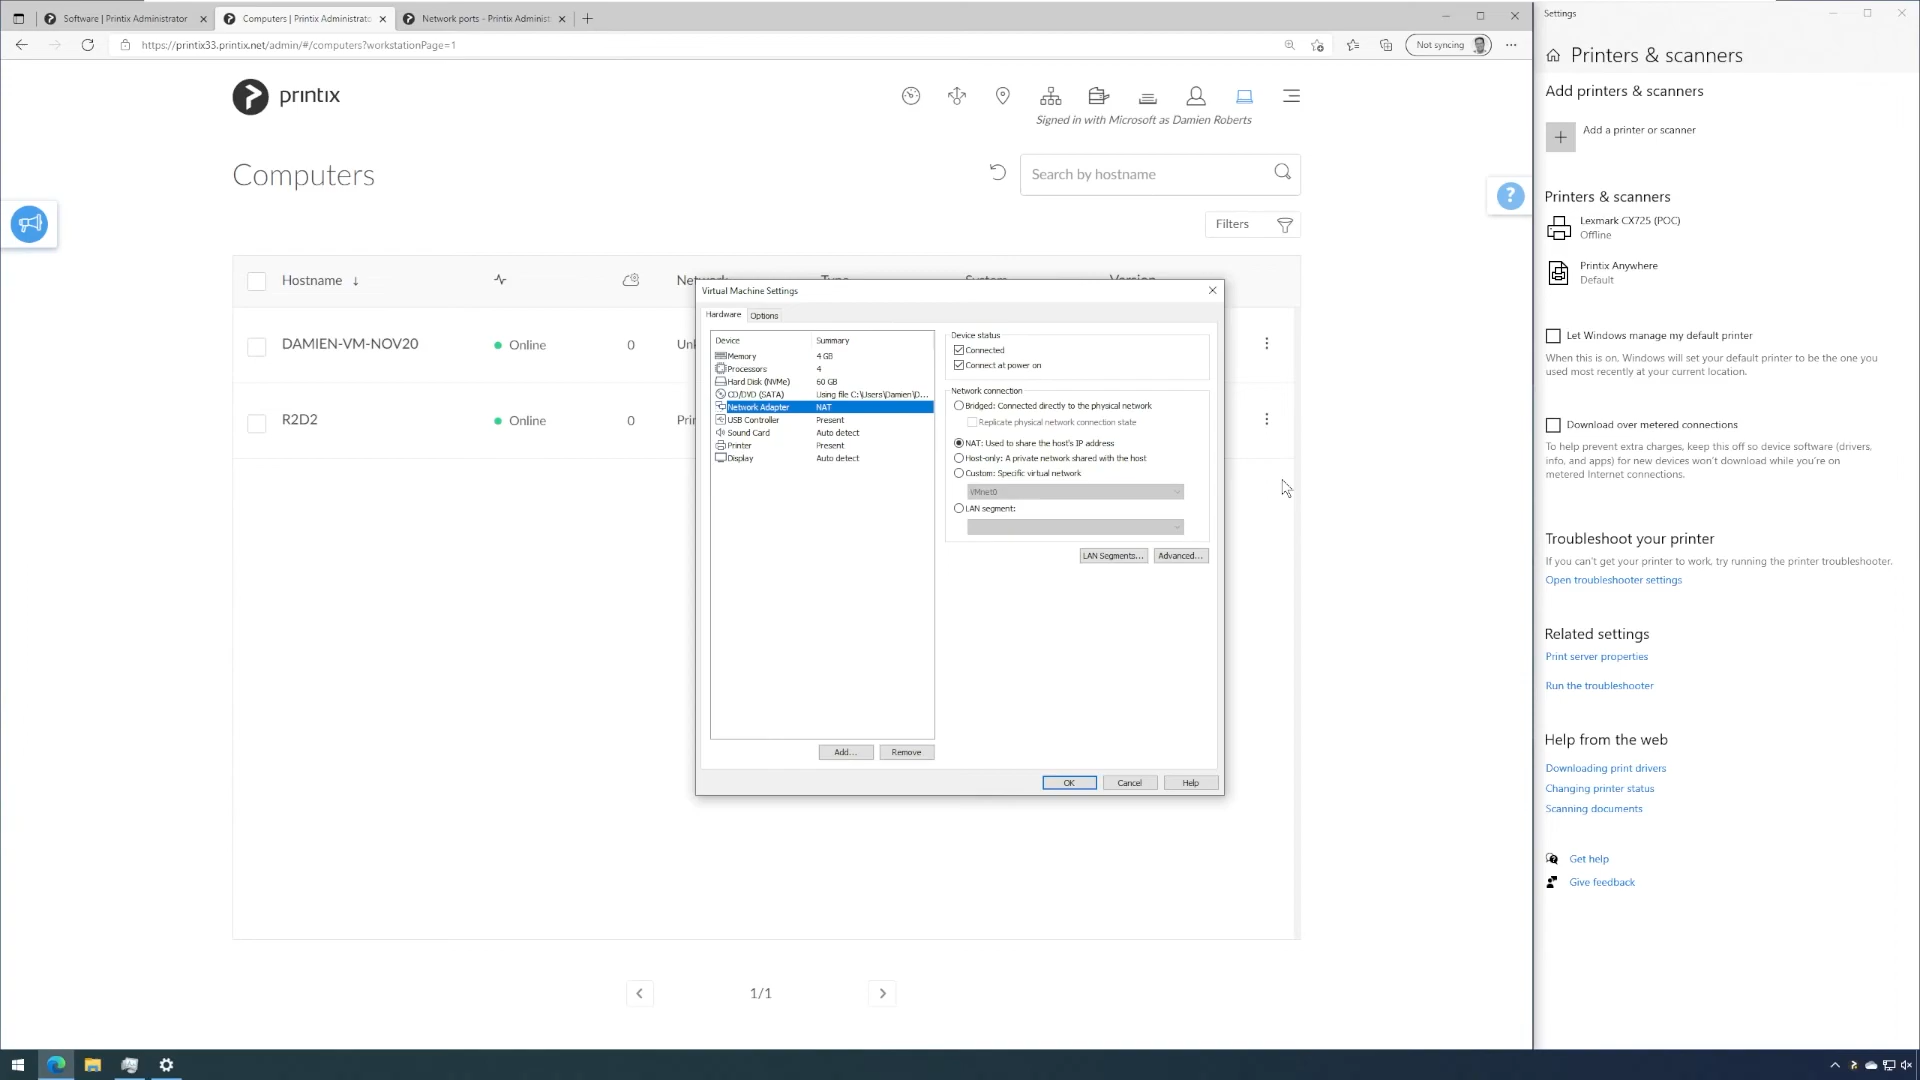 Software | Printix Administrator
Computers | Printix Administrato
Network ports - Printix Administ
https://printix33.printix.net/admin/#/computers?workstationPage=1
Not syncing
printix
Signed in with Microsoft as Damien Roberts
Computers
Search by hostname
Filters
Hostname ↓
Network Type System Version
DAMIEN-VM-NOV20 Online 0 Unk
R2D2 Online 0 Prin
1/1
Virtual Machine Settings
Hardware Options
Device Summary
Memory 4 GB
Processors 4
Hard Disk (NVMe) 60 GB
CD/DVD (SATA) Using file C:\Users\Damien\D...
Network Adapter NAT
USB Controller Present
Sound Card Auto detect
Printer Present
Display Auto detect
Add... Remove
Device status
Connected
Connect at power on
Network connection
Bridged: Connected directly to the physical network
Replicate physical network connection state
NAT: Used to share the host's IP address
Host-only: A private network shared with the host
Custom: Specific virtual network
VMnet0
LAN segment:
LAN Segments... Advanced...
OK Cancel Help
Settings
Printers & scanners
Add printers & scanners
Add a printer or scanner
Printers & scanners
Lexmark CX725 (POC)
Offline
Printix Anywhere
Default
Let Windows manage my default printer
When this is on, Windows will set your default printer to be the one you
used most recently at your current location.
Download over metered connections
To help prevent extra charges, keep this off so device software (drivers,
info, and apps) for new devices won't download while you're on
metered Internet connections.
Troubleshoot your printer
If you can't get your printer to work, try running the printer troubleshooter.
Open troubleshooter settings
Related settings
Print server properties
Run the troubleshooter
Help from the web
Downloading print drivers
Changing printer status
Scanning documents
Get help
Give feedback